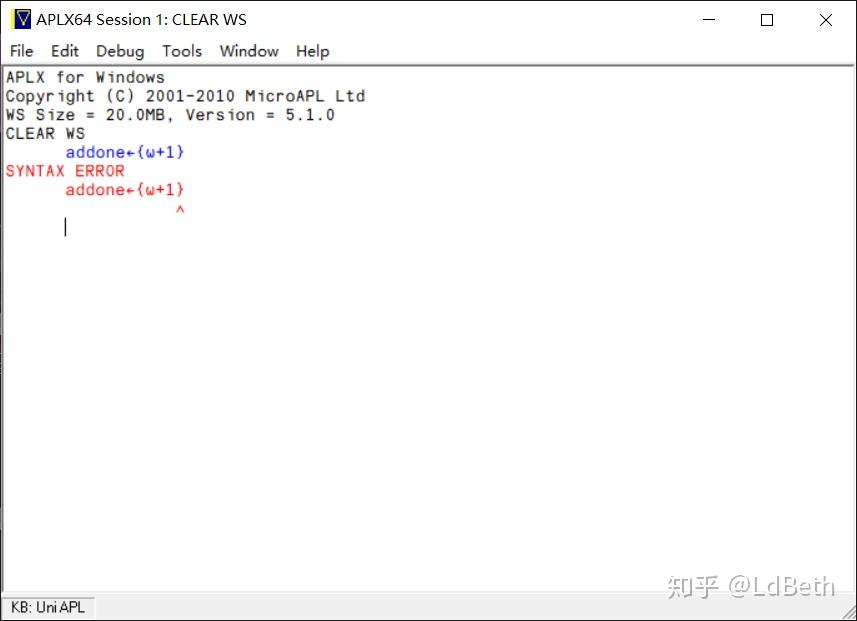 APLX64 Session 1: CLEAR WS
File Edit Debug Tools Window Help
APLX for Windows
Copyright (C) 2001-2010 MicroAPL Ltd
WS Size = 20.0MB, Version = 5.1.0
CLEAR WS
      addone←{⍵+1}
SYNTAX ERROR
      addone←{⍵+1}
                 ^
知乎 @LdBeth
KB: UniAPL